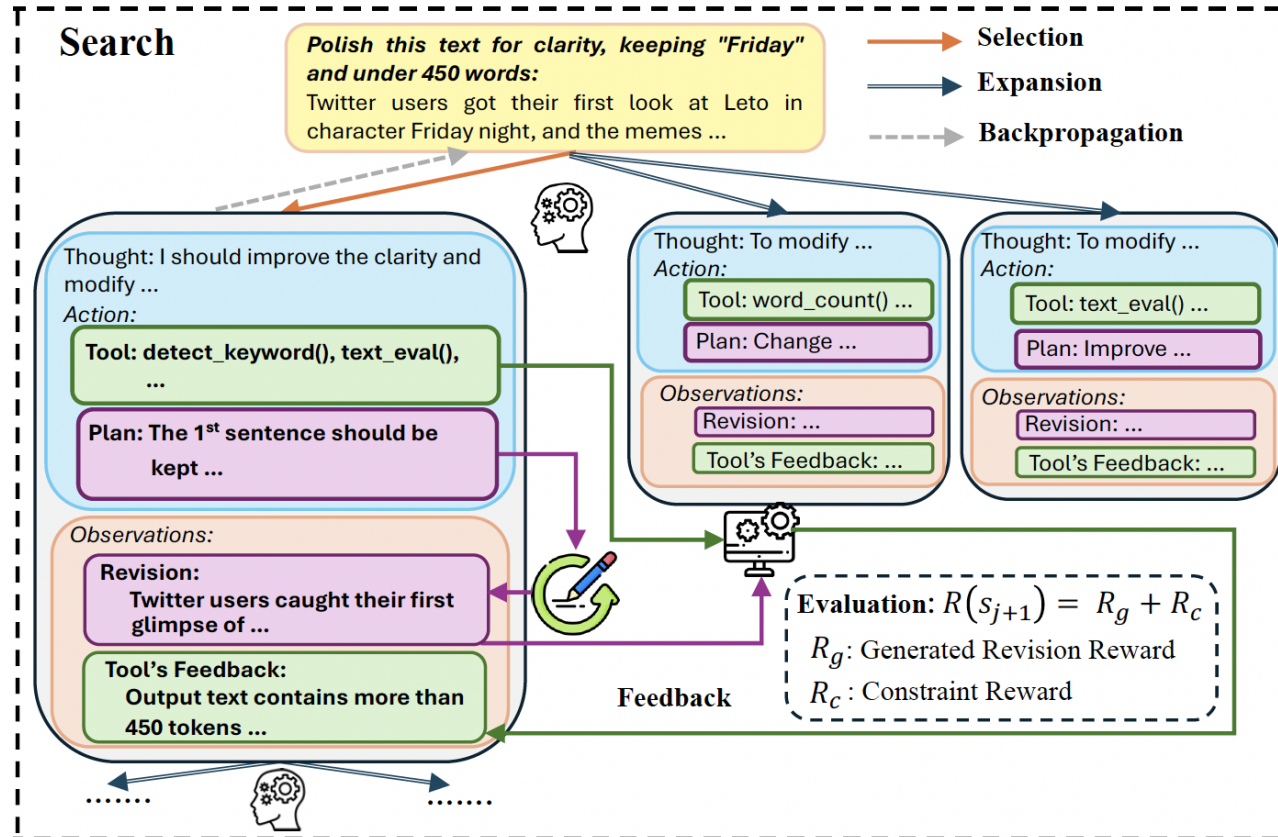 Search
Polish this text for clarity, keeping "Friday"
and under 450 words:
Twitter users got their first look at Leto in
character Friday night, and the memes ...
Selection
Expansion
Backpropagation
Thought: I should improve the clarity and
modify ...
Action:
Tool: detect_keyword(), text_eval(),
...
Plan: The 1st sentence should be
kept ...
Observations:
Revision:
Twitter users caught their first
glimpse of ...
Tool's Feedback:
Output text contains more than
450 tokens ...
.......
.......
Thought: To modify ...
Action:
Tool: word_count() ...
Plan: Change ...
Observations:
Revision: ...
Tool's Feedback: ...
Thought: To modify ...
Action:
Tool: text_eval() ...
Plan: Improve ...
Observations:
Revision: ...
Tool's Feedback: ...
Evaluation: R(s_{j+1}) = R_g + R_c
R_g: Generated Revision Reward
R_c : Constraint Reward
Feedback